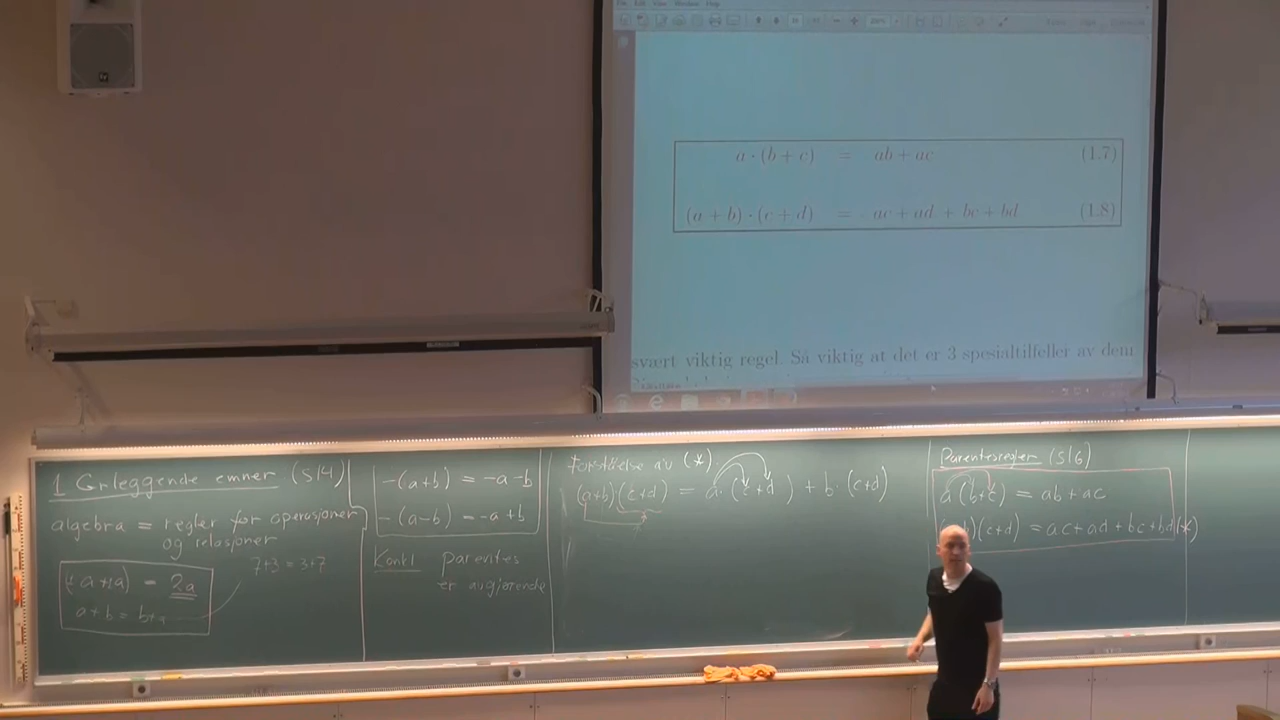 a · (b + c) = ab + ac (1.7)
(a + b) · (c + d) = ac + ad + bc + bd (1.8)
svært viktig regel. Så viktig at det er 3 spesialtilfeller av dem
1 Grleggende emner (S14)
algebra = regler for operasjoner
og relasjoner
7+3 = 3+7
= 2a
a + b = b+a
-(a+b) = -a-b
-(a-b) = -a+b
Konkl parentes
er avgjørende
Forståelse av (*)
(a+b)(c+d) = a·(c+d) + b·(c+d)
Parentesregler (S16)
a(b+c) = ab+ac
(c+d) = ac+ad+bc+bd (*)